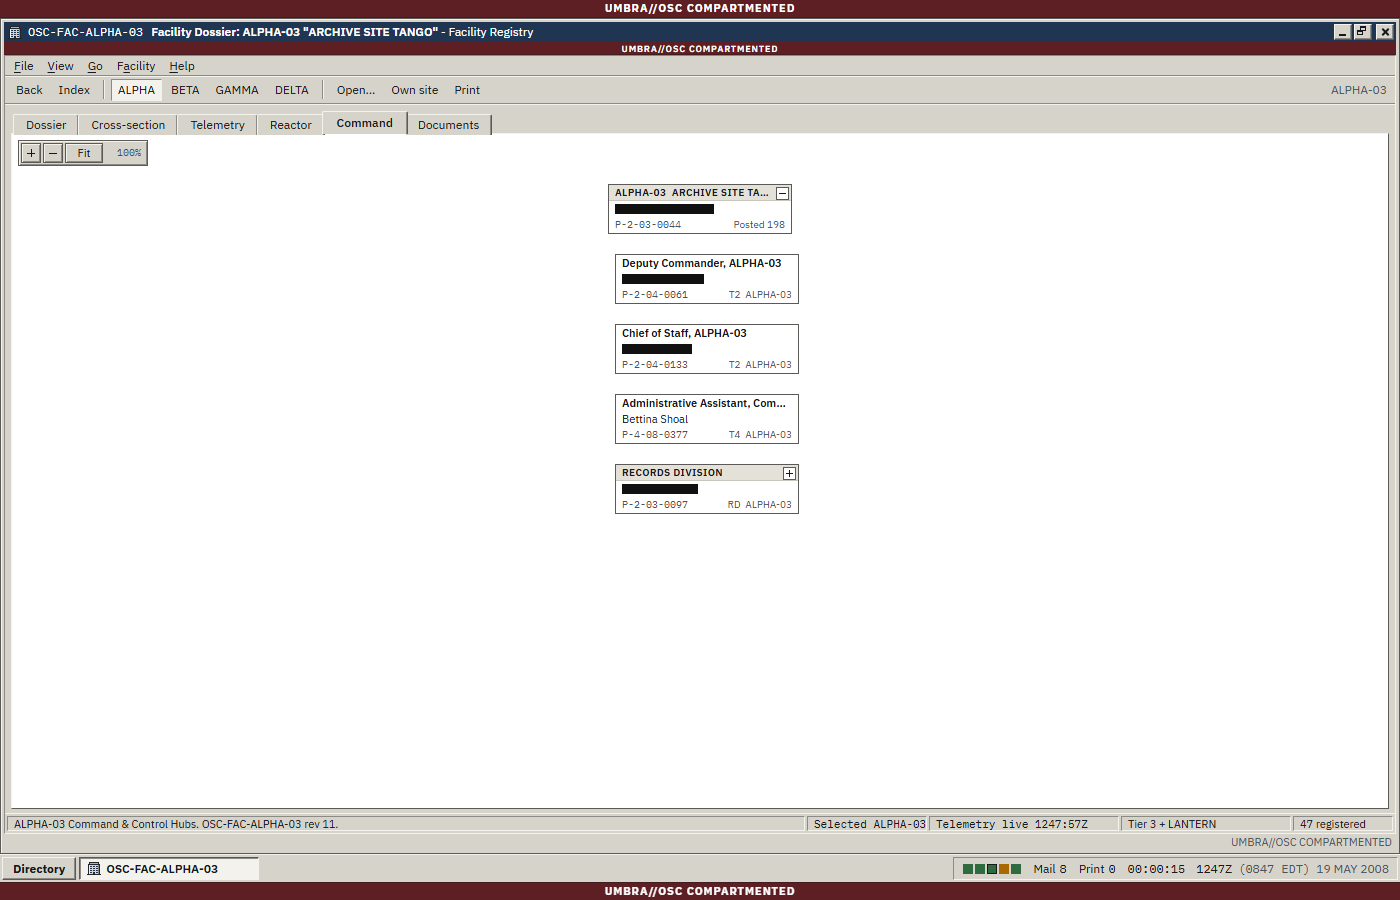 UMBRA//OSC COMPARTMENTED
OSC-FAC-ALPHA-03 Facility Dossier: ALPHA-03 "ARCHIVE SITE TANGO" - Facility Registry
UMBRA//OSC COMPARTMENTED
File View Go Facility Help
Back Index ALPHA BETA GAMMA DELTA Open... Own site Print ALPHA-03
Dossier Cross-section Telemetry Reactor Command Documents
+ − Fit 100%
ALPHA-03 ARCHIVE SITE TA... −
P-2-03-0044 Posted 198
Deputy Commander, ALPHA-03
P-2-04-0061 T2 ALPHA-03
Chief of Staff, ALPHA-03
P-2-04-0133 T2 ALPHA-03
Administrative Assistant, Com...
Bettina Shoal
P-4-08-0377 T4 ALPHA-03
RECORDS DIVISION +
P-2-03-0097 RD ALPHA-03
ALPHA-03 Command & Control Hubs. OSC-FAC-ALPHA-03 rev 11. Selected ALPHA-03 Telemetry live 1247:57Z Tier 3 + LANTERN 47 registered
UMBRA//OSC COMPARTMENTED
Directory OSC-FAC-ALPHA-03 Mail 8 Print 0 00:00:15 1247Z (0847 EDT) 19 MAY 2008
UMBRA//OSC COMPARTMENTED